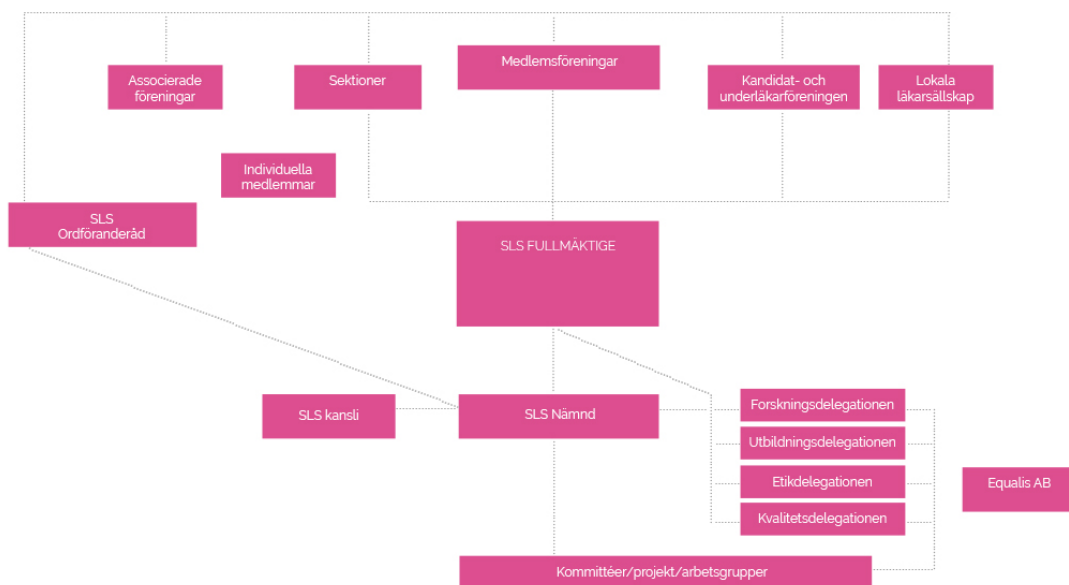 Associerade
föreningar
Sektioner
Medlemsföreningar
Kandidat- och
underläkarföreningen
Lokala
läkarsällskap
Individuella
medlemmar
SLS
Ordföranderåd
SLS FULLMÄKTIGE
SLS kansli
SLS Nämnd
Forskningsdelegationen
Utbildningsdelegationen
Etikdelegationen
Kvalitetsdelegationen
Equalis AB
Kommittéer/projekt/arbetsgrupper